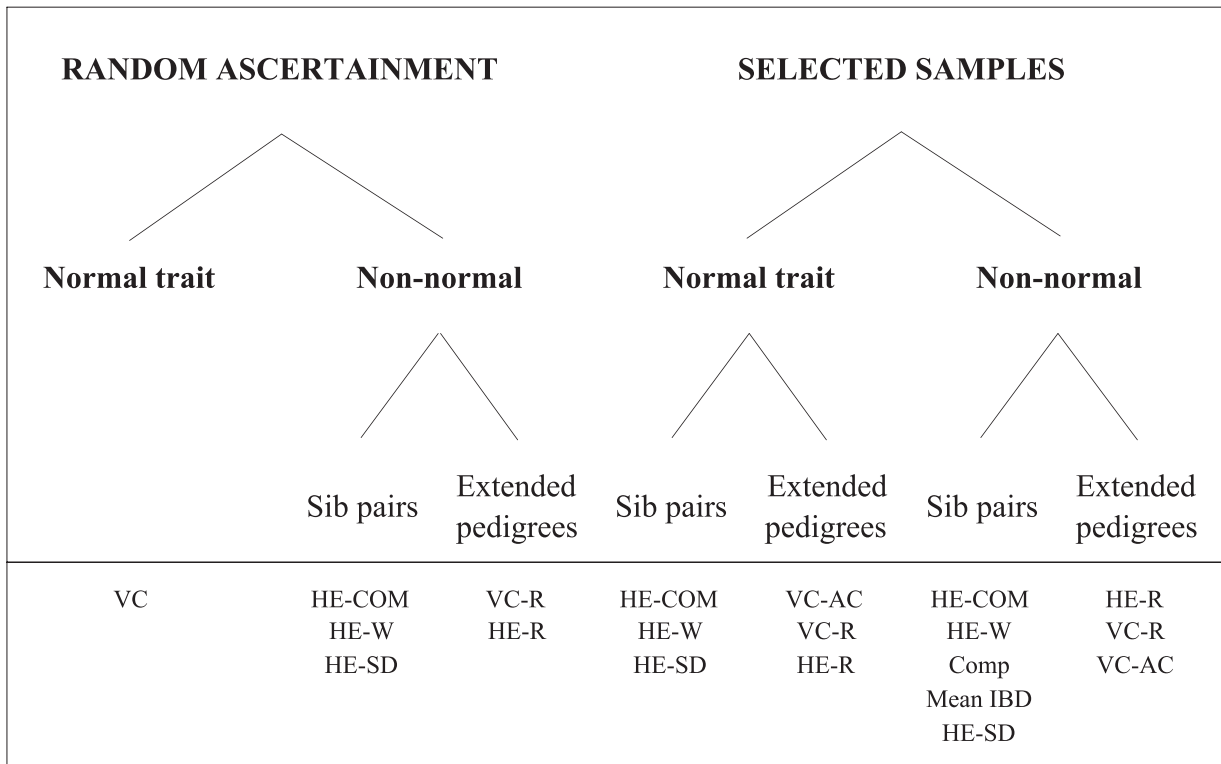 RANDOM ASCERTAINMENT SELECTED SAMPLES
Normal trait Non-normal Normal trait Non-normal
Sib pairs Extended pedigrees Sib pairs Extended pedigrees Sib pairs Extended pedigrees
VC HE-COM VC-R HE-COM VC-AC HE-COM HE-R
HE-W HE-R HE-W VC-R HE-W VC-R
HE-SD HE-SD HE-R Comp VC-AC
Mean IBD
HE-SD